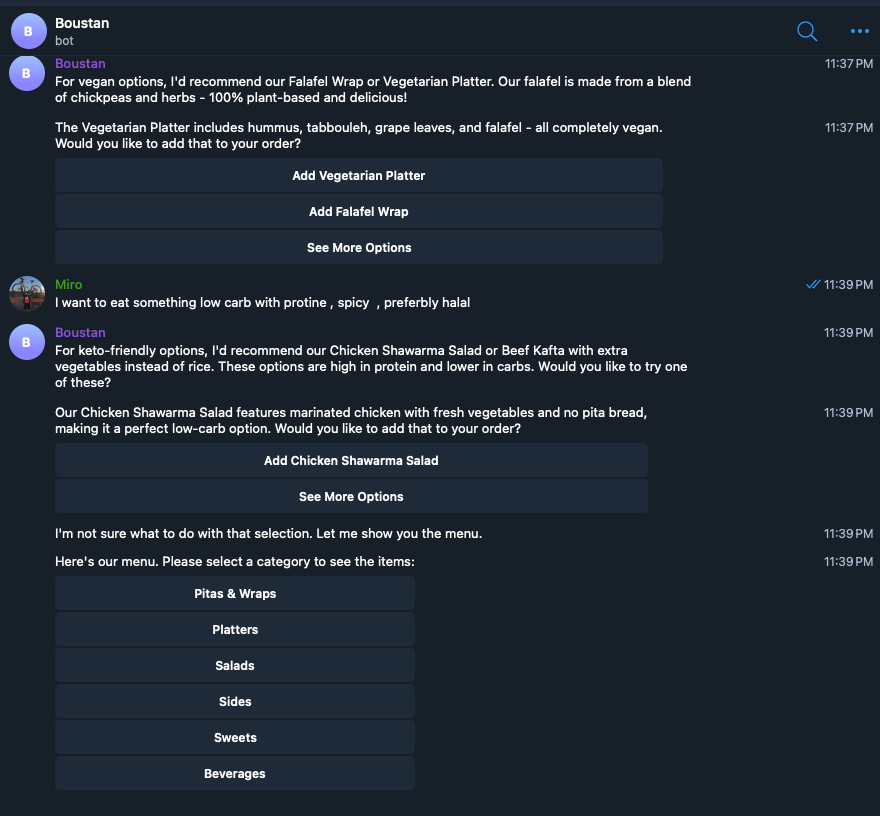 B
Boustan
bot
B
Boustan
11:37 PM
For vegan options, I'd recommend our Falafel Wrap or Vegetarian Platter. Our falafel is made from a blend
of chickpeas and herbs - 100% plant-based and delicious!
The Vegetarian Platter includes hummus, tabbouleh, grape leaves, and falafel - all completely vegan.
11:37 PM
Would you like to add that to your order?
Add Vegetarian Platter
Add Falafel Wrap
See More Options
Miro
11:39 PM
I want to eat something low carb with protine , spicy  , preferbly halal
B
Boustan
11:39 PM
For keto-friendly options, I'd recommend our Chicken Shawarma Salad or Beef Kafta with extra
vegetables instead of rice. These options are high in protein and lower in carbs. Would you like to try one
of these?
Our Chicken Shawarma Salad features marinated chicken with fresh vegetables and no pita bread,
11:39 PM
making it a perfect low-carb option. Would you like to add that to your order?
Add Chicken Shawarma Salad
See More Options
I'm not sure what to do with that selection. Let me show you the menu.
11:39 PM
Here's our menu. Please select a category to see the items:
11:39 PM
Pitas & Wraps
Platters
Salads
Sides
Sweets
Beverages